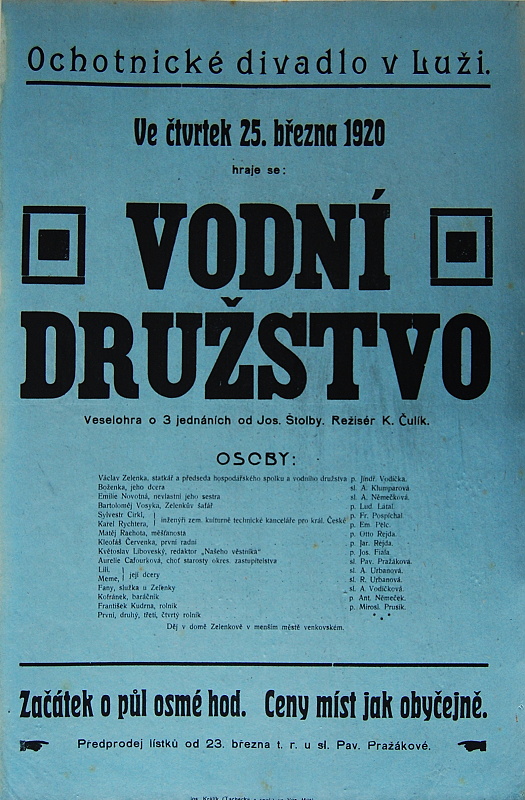 Ochotnické divadlo v Luži.
Ve čtvrtek 25. března 1920
hraje se:
VODNÍ
DRUŽSTVO
Veselohra o 3 jednáních od Jos. Štolby. Režisér K. Čulík.
OSOBY:
Václav Zelenka, statkář a předseda hospodářského spolku a vodního družstva p. Jindř. Vodička.
Boženka, jeho dcera sl. A. Klumparová
Emilie Novotná, nevlastní jeho sestra sl. A. Němečková.
Bartoloměj Vosyka, Zelenkův šafář p. Lud. Látal.
Sylvestr Cirkl, p. Fr. Pospíchal.
inženýři zem. kulturně technické kanceláře pro král. České
Karel Rychtera, p. Em. Pelc.
Matěj Rachota, měšťanosta p. Otto Rejda.
Kleofáš Červenka, první radní p. Jar. Rejda.
Květoslav Liboveský, redaktor „Našeho věstníku" p. Jos. Fiala.
Aurelie Cafourková, choť starosty okres. zastupitelstva sl. Pav. Pražáková.
Lili, sl. A. Urbanová.
její dcery
Meme, sl. R. Urbanová.
Fany, služka u Zelenky sl. A. Vodičková.
Kofránek, baráčník p. Ant. Němeček.
František Kudrna, rolník p. Mirosl. Prusík.
První, druhý, třetí, čtvrtý rolník * * *
Děj v domě Zelenkově v menším městě venkovském.
Začátek o půl osmé hod. Ceny míst jak obyčejně.
Předprodej lístků od 23. března t. r. u sl. Pav. Pražákové.